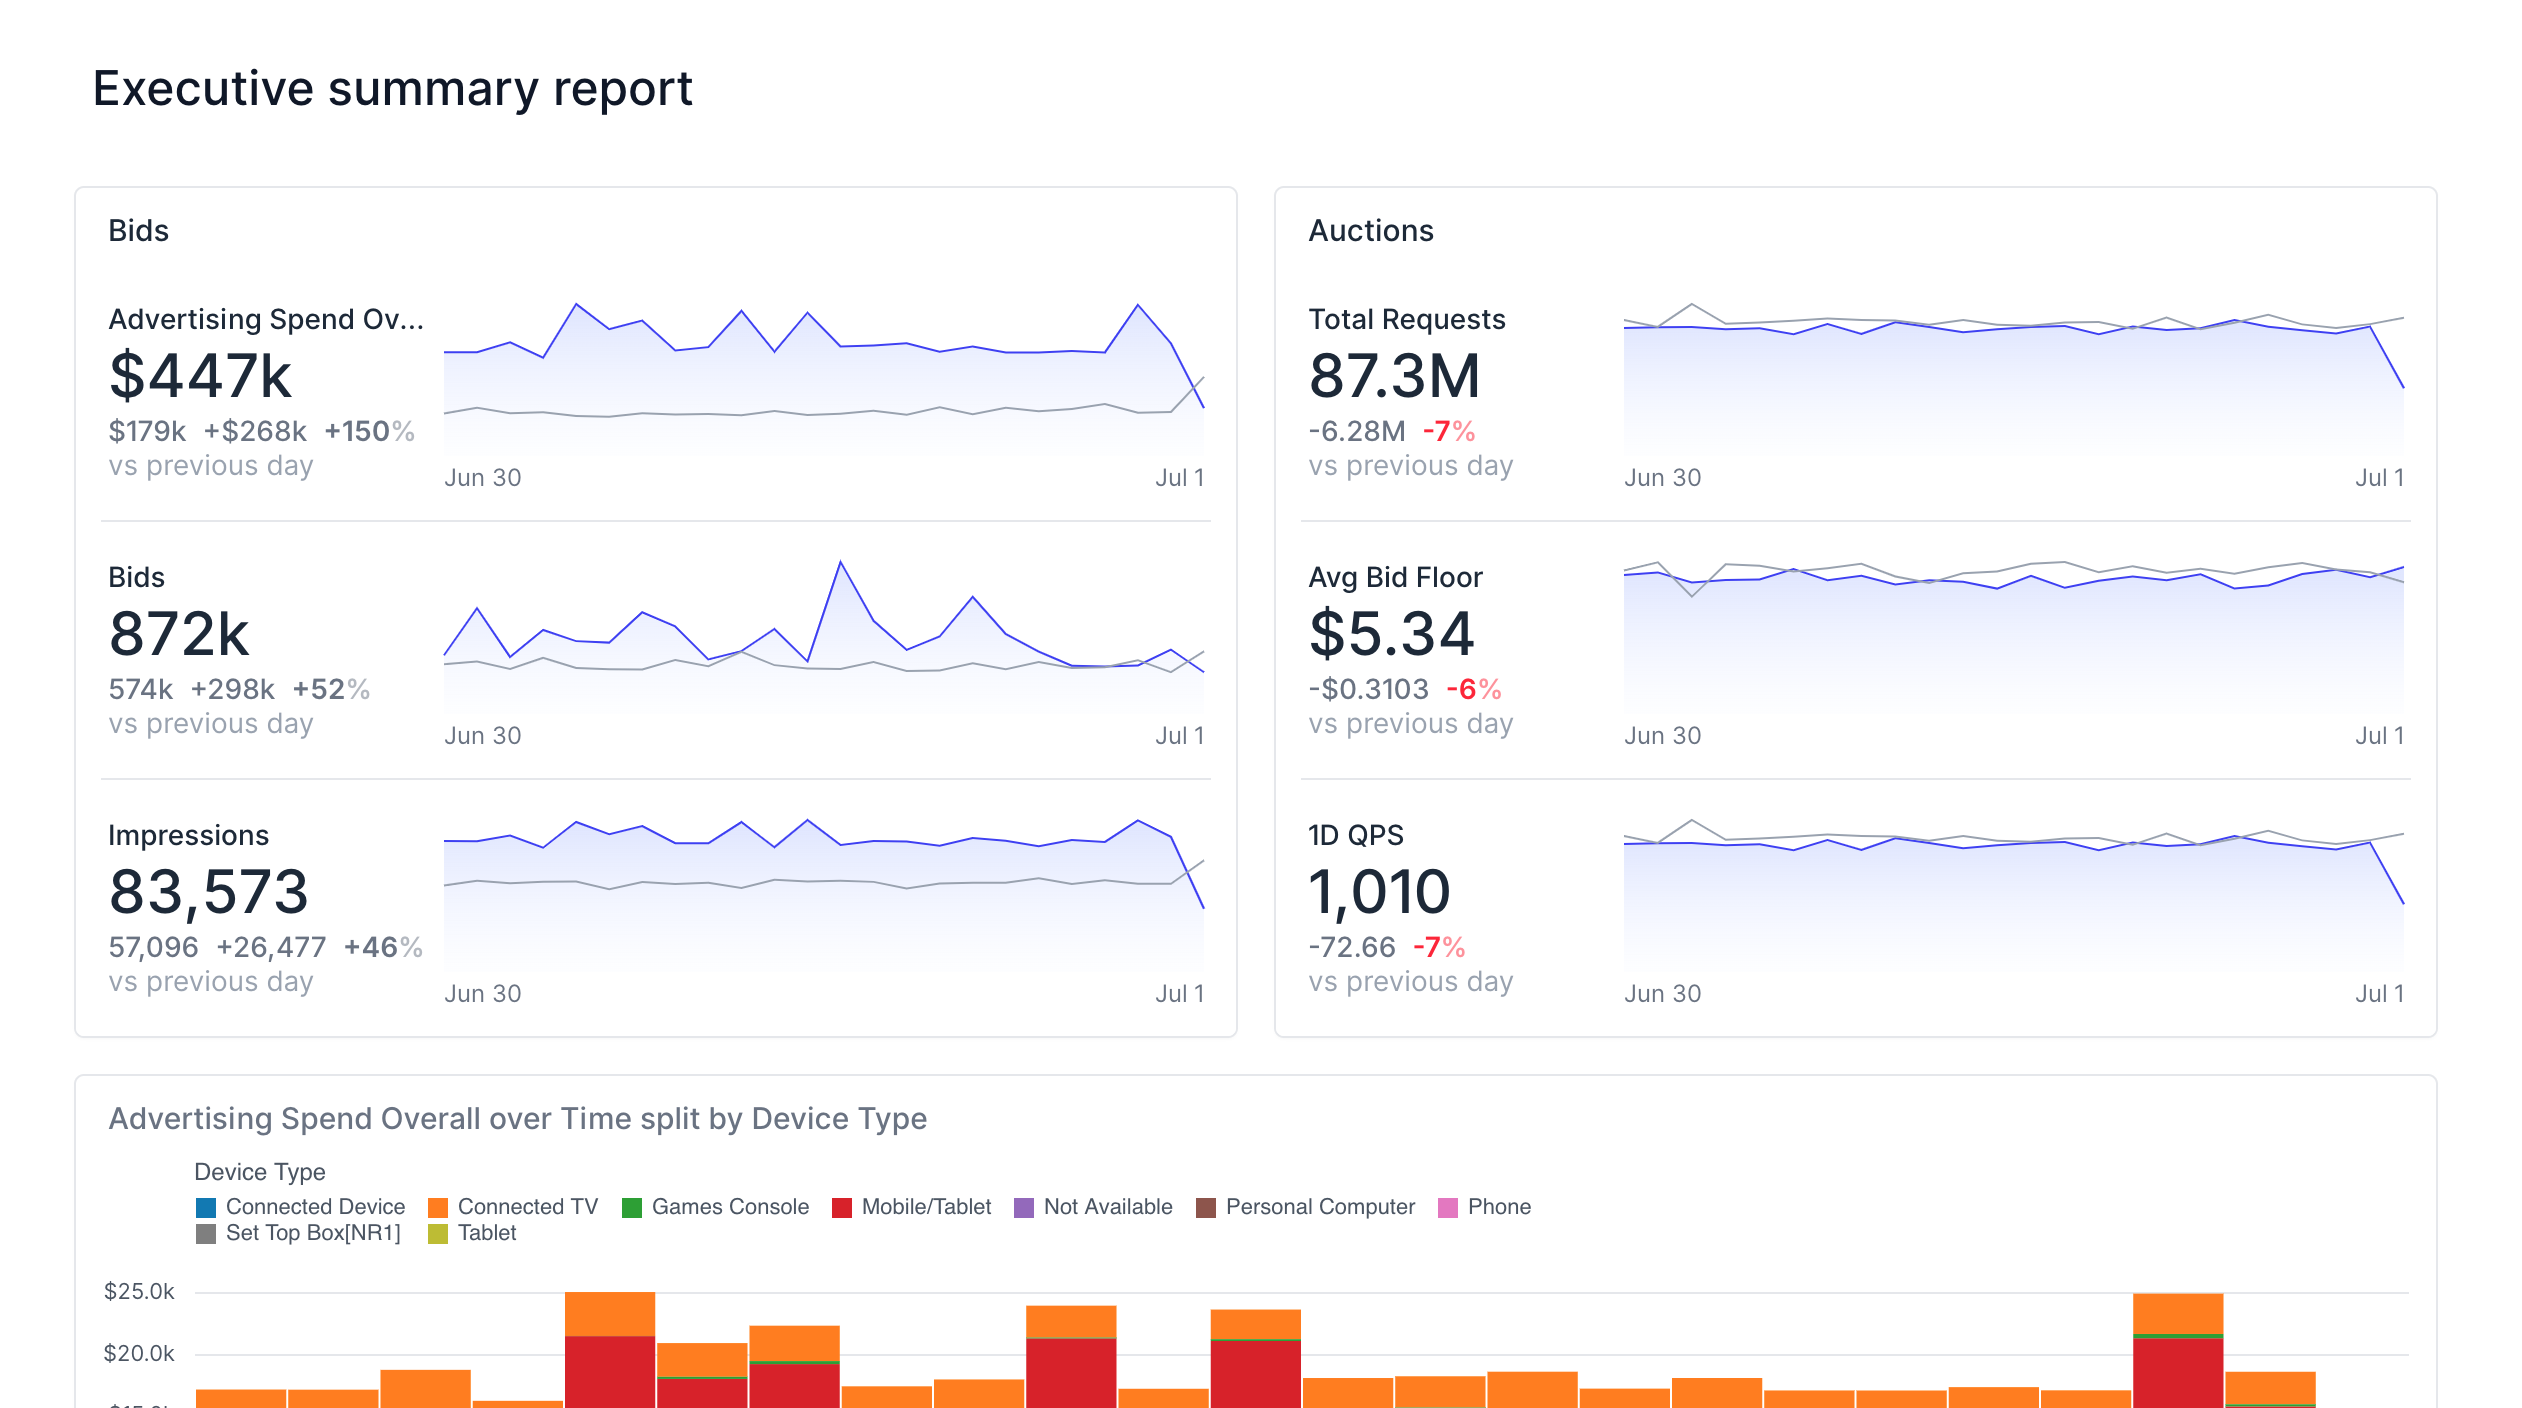 Executive summary report
Bids
Advertising Spend Ov...
$447k
$179k +$268k +150%
vs previous day
Jun 30 Jul 1
Bids
872k
574k +298k +52%
vs previous day
Jun 30 Jul 1
Impressions
83,573
57,096 +26,477 +46%
vs previous day
Jun 30 Jul 1
Auctions
Total Requests
87.3M
-6.28M -7%
vs previous day
Jun 30 Jul 1
Avg Bid Floor
$5.34
-$0.3103 -6%
vs previous day
Jun 30 Jul 1
1D QPS
1,010
-72.66 -7%
vs previous day
Jun 30 Jul 1
Advertising Spend Overall over Time split by Device Type
Device Type
Connected Device Connected TV Games Console Mobile/Tablet Not Available Personal Computer Phone
Set Top Box[NR1] Tablet
$25.0k
$20.0k